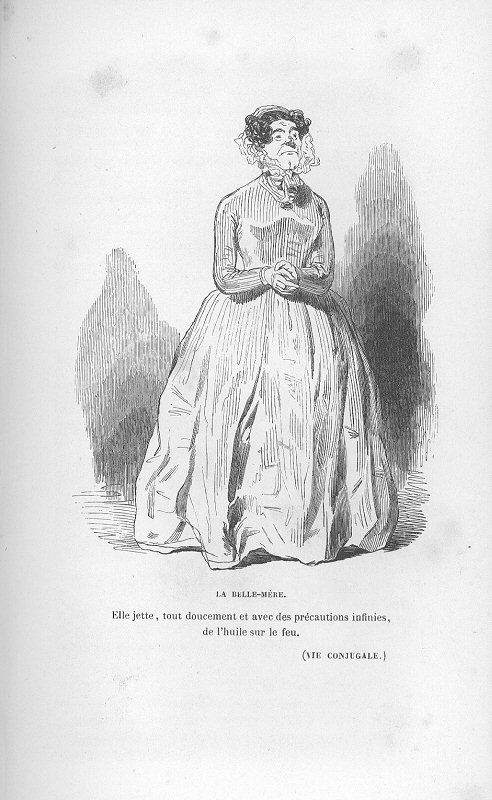 LA BELLE-MÈRE.
Elle jette, tout doucement et avec des précautions infinies,
de l'huile sur le feu.
(VIE CONJUGALE.)